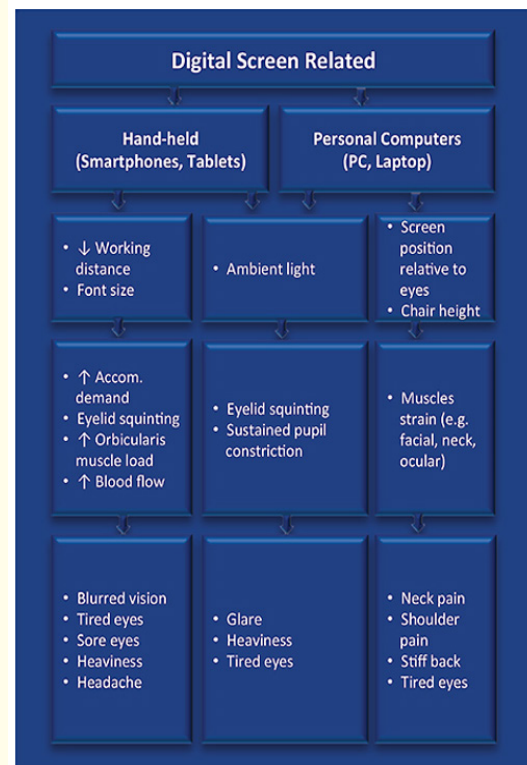 Digital Screen Related
Hand-held
(Smartphones, Tablets)
Personal Computers
(PC, Laptop)
• ↓ Working
distance
• Font size
• Ambient light
• Screen
position
relative to
eyes
• Chair height
• ↑ Accom.
demand
• Eyelid squinting
• ↑ Orbicularis
muscle load
• ↑ Blood flow
• Eyelid squinting
• Sustained pupil
constriction
• Muscles
strain (e.g.
facial, neck,
ocular)
• Blurred vision
• Tired eyes
• Sore eyes
• Heaviness
• Headache
• Glare
• Heaviness
• Tired eyes
• Neck pain
• Shoulder
pain
• Stiff back
• Tired eyes